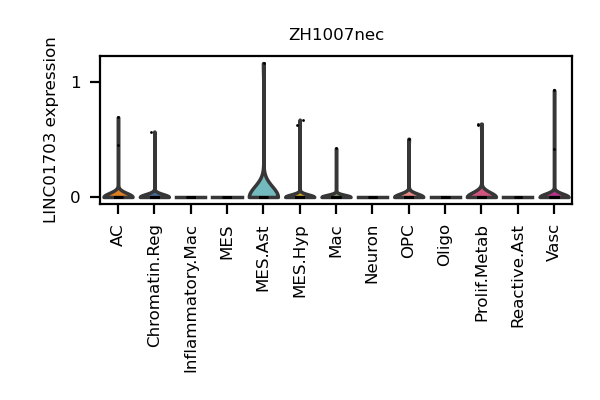 ZH1007nec
LINC01703 expression
1
0
AC
Chromatin.Reg
Inflammatory.Mac
MES
MES.Ast
MES.Hyp
Mac
Neuron
OPC
Oligo
Prolif.Metab
Reactive.Ast
Vasc